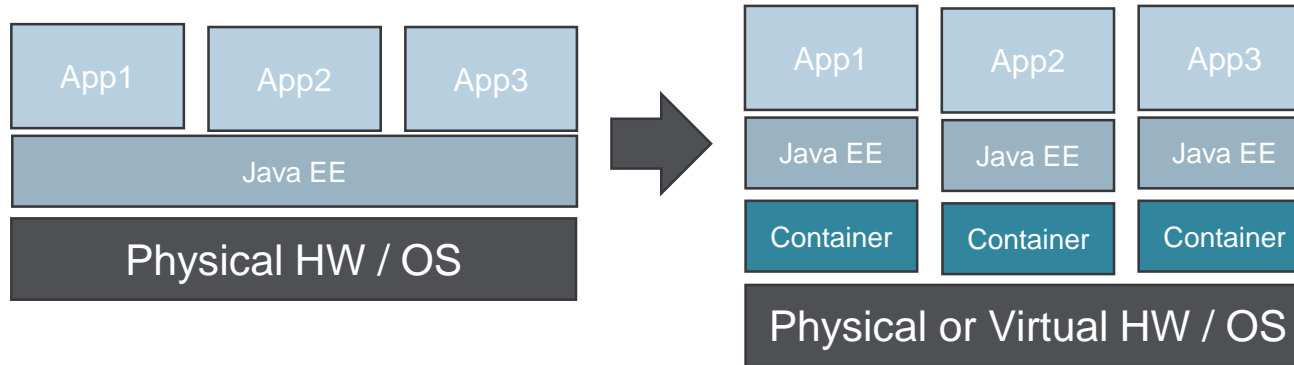 App1
App2
App3
Java EE
Physical HW / OS
App1
App2
App3
Java EE
Java EE
Java EE
Container
Container
Container
Physical or Virtual HW / OS